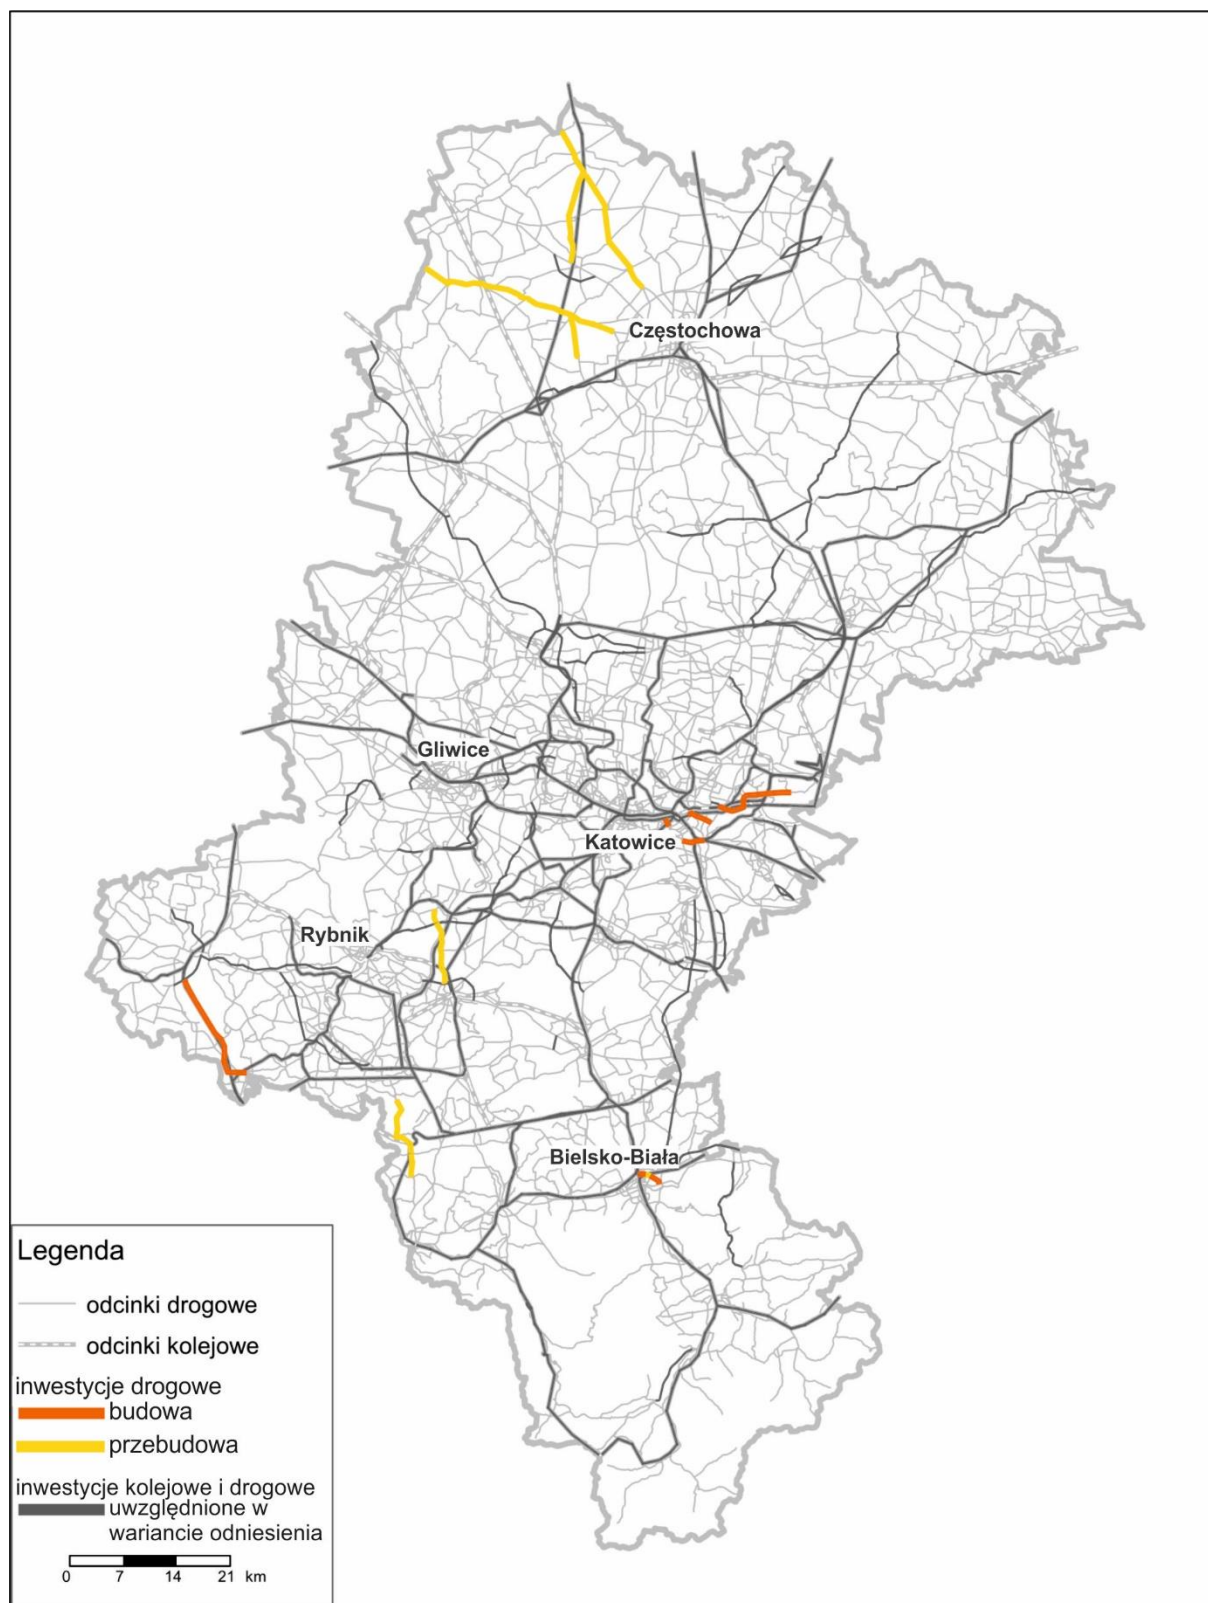 Częstochowa
Gliwice
Katowice
Rybnik
Bielsko-Biała
Legenda
odcinki drogowe
odcinki kolejowe
inwestycje drogowe
budowa
przebudowa
inwestycje kolejowe i drogowe
uwzględnione w
wariancie odniesienia
0 7 14 21 km